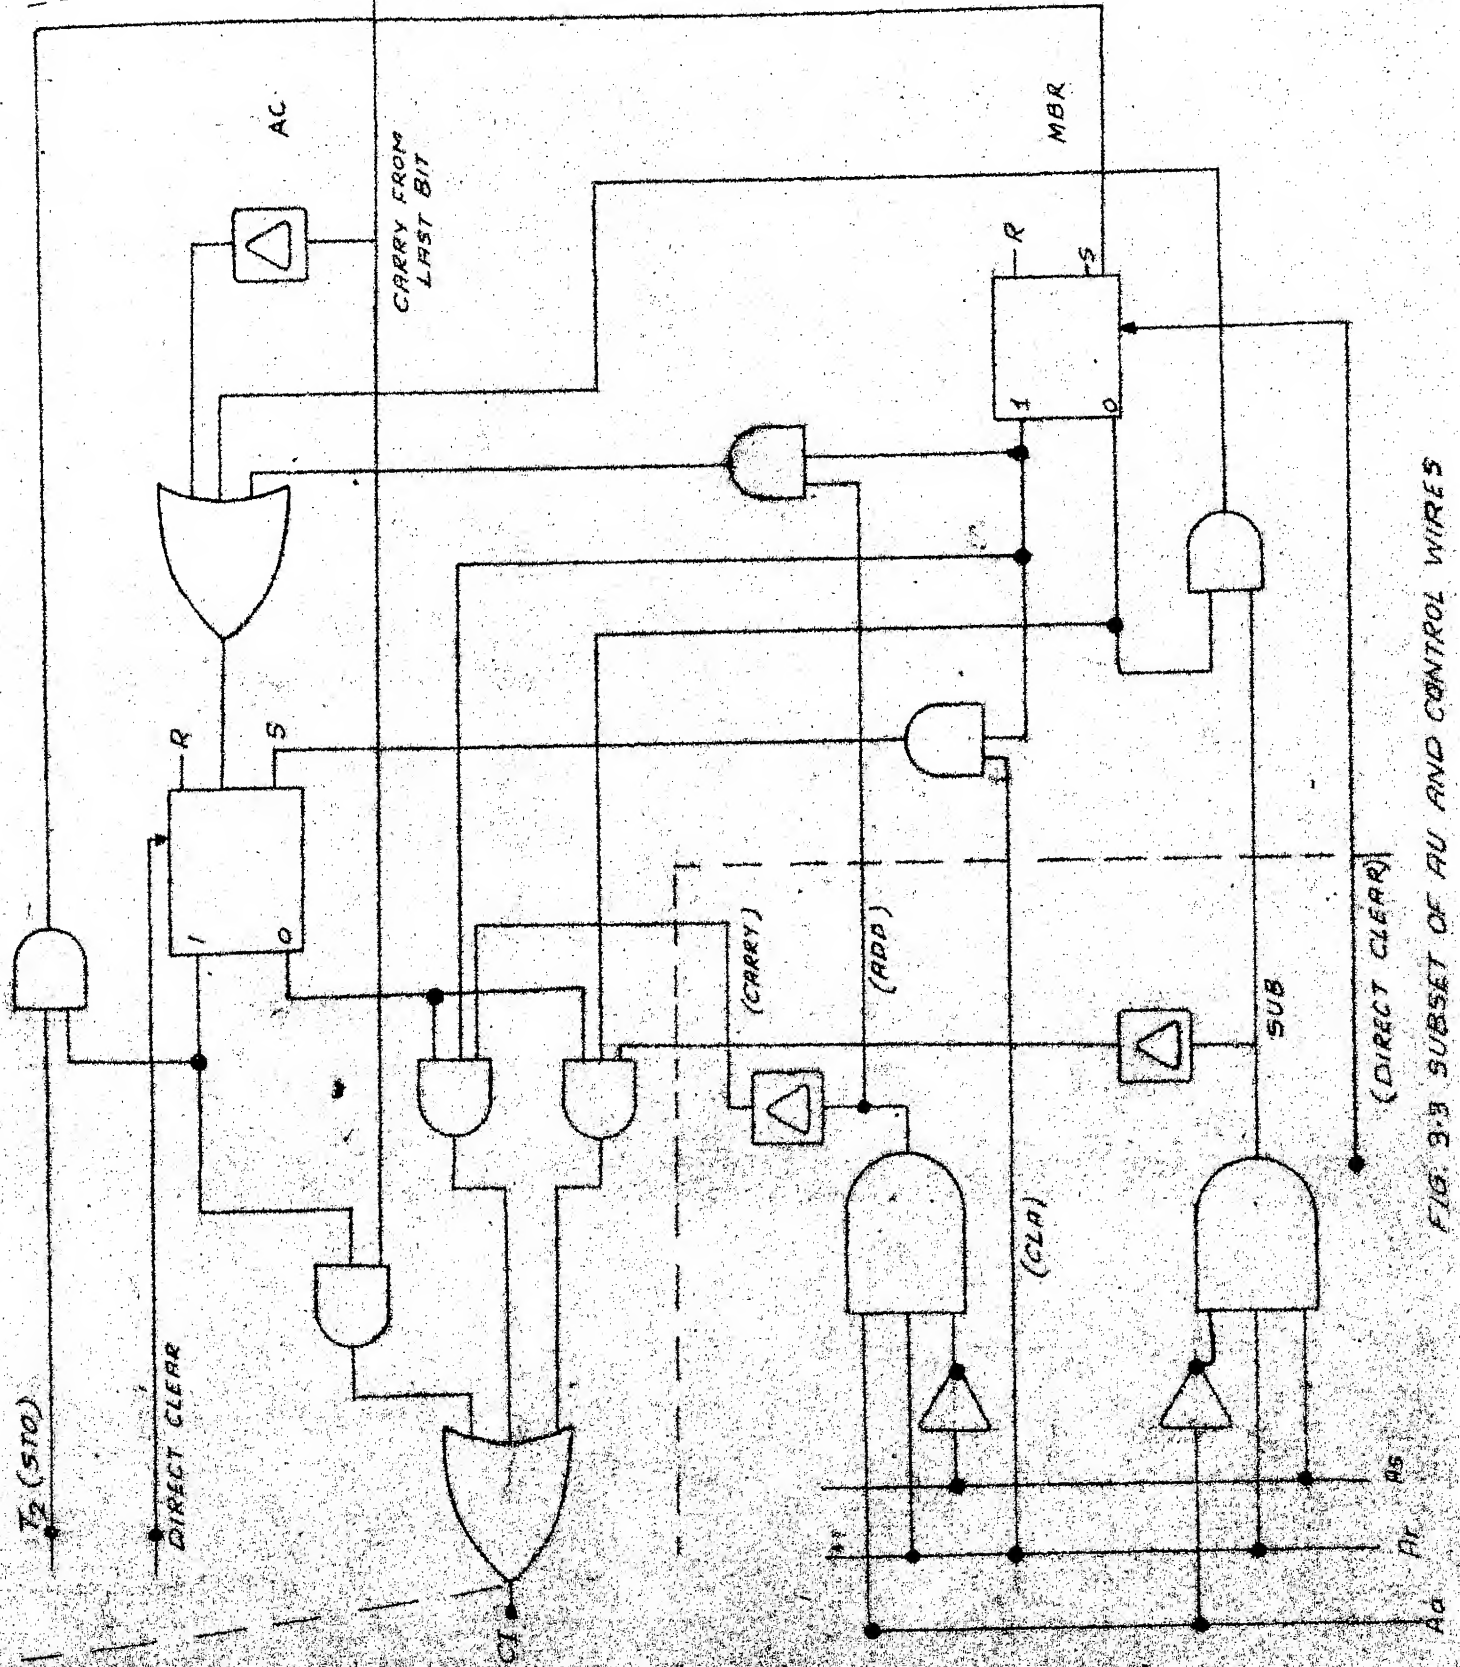 T2 (STO)
DIRECT CLEAR
AC
CARRY FROM
LAST BIT
R
S
1
0
MBR
R
S
1
0
(CARRY)
(ADD)
(CLA)
SUB
(DIRECT CLEAR)
CI
As
Ar
Aa
FIG. 3.3 SUBSET OF AU AND CONTROL WIRES